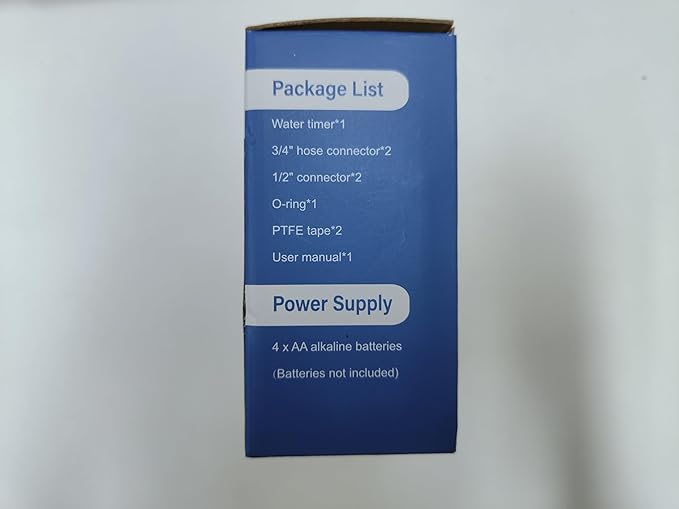 Package List
Water timer*1
3/4" hose connector*2
1/2" connector*2
O-ring*1
PTFE tape*2
User manual*1
Power Supply
4 x AA alkaline batteries
(Batteries not included)